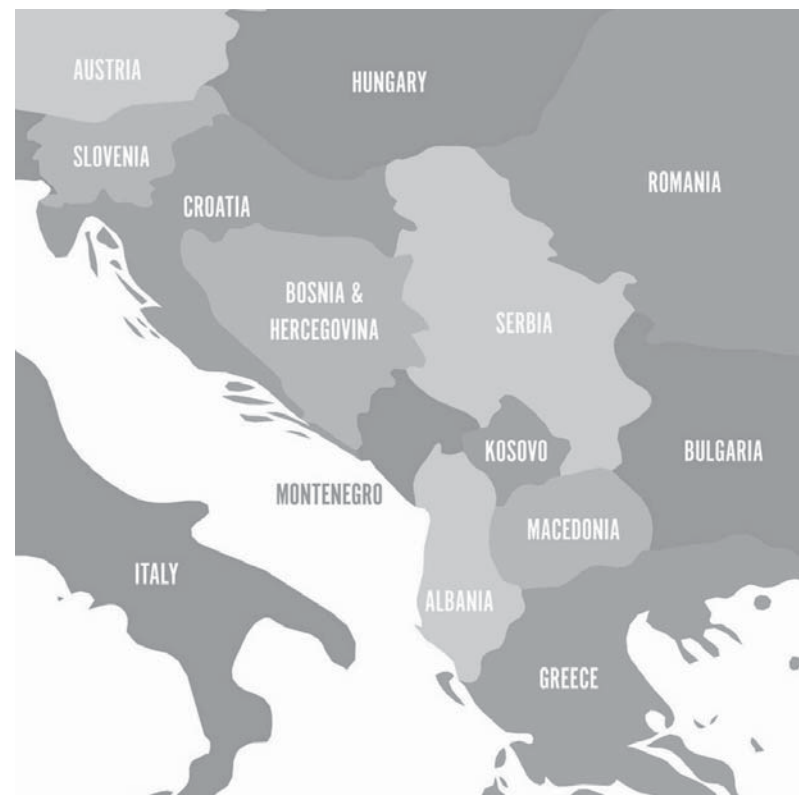 AUSTRIA
HUNGARY
SLOVENIA
ROMANIA
CROATIA
BOSNIA &
HERCEGOVINA
SERBIA
KOSOVO
BULGARIA
MONTENEGRO
MACEDONIA
ITALY
ALBANIA
GREECE